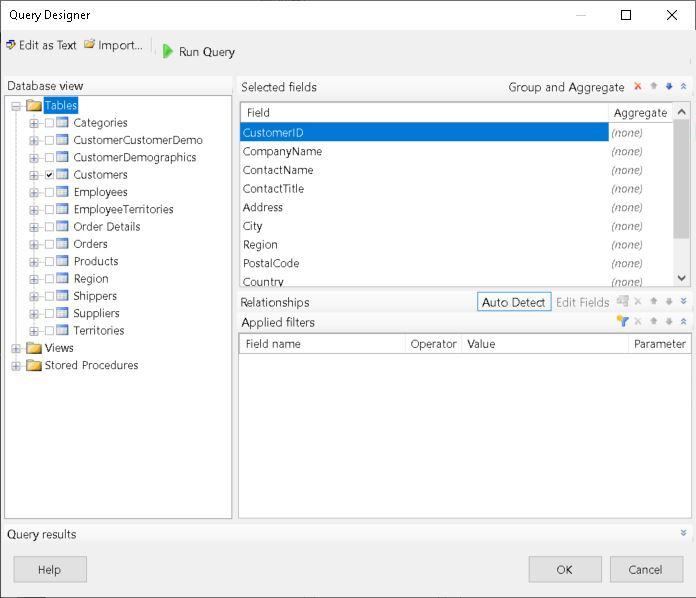 Query Designer
Edit as Text Import... Run Query
Database view
Tables
Categories
CustomerCustomerDemo
CustomerDemographics
Customers
Employees
EmployeeTerritories
Order Details
Orders
Products
Region
Shippers
Suppliers
Territories
Views
Stored Procedures
Selected fields Group and Aggregate
Field Aggregate
CustomerID (none)
CompanyName (none)
ContactName (none)
ContactTitle (none)
Address (none)
City (none)
Region (none)
PostalCode (none)
Country (none)
Relationships Auto Detect Edit Fields
Applied filters
Field name Operator Value Parameter
Query results
Help OK Cancel